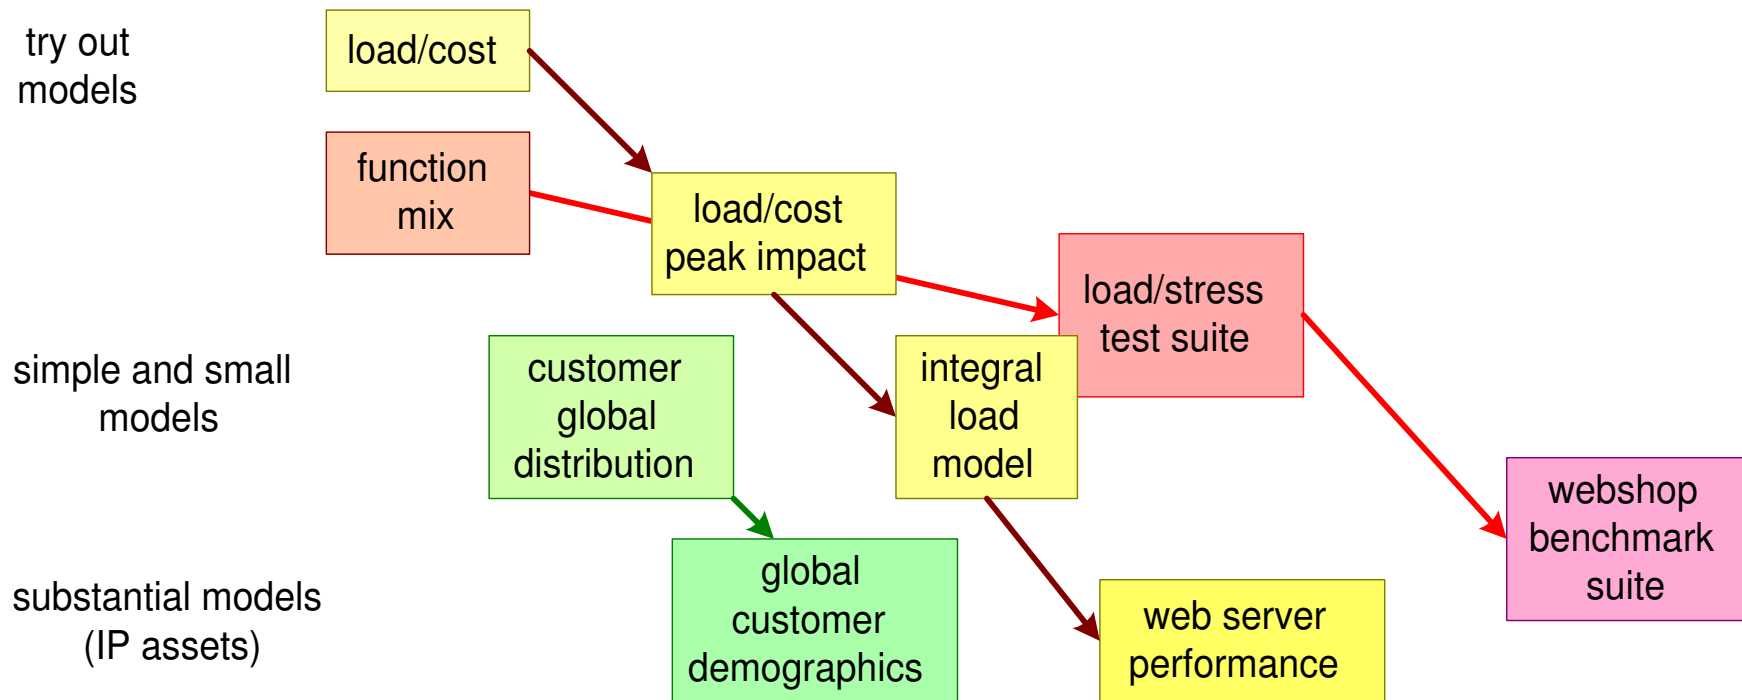 try out
models
load/cost
function
mix
load/cost
peak impact
load/stress
test suite
simple and small
models
customer
global
distribution
integral
load
model
webshop
benchmark
suite
substantial models
(IP assets)
global
customer
demographics
web server
performance